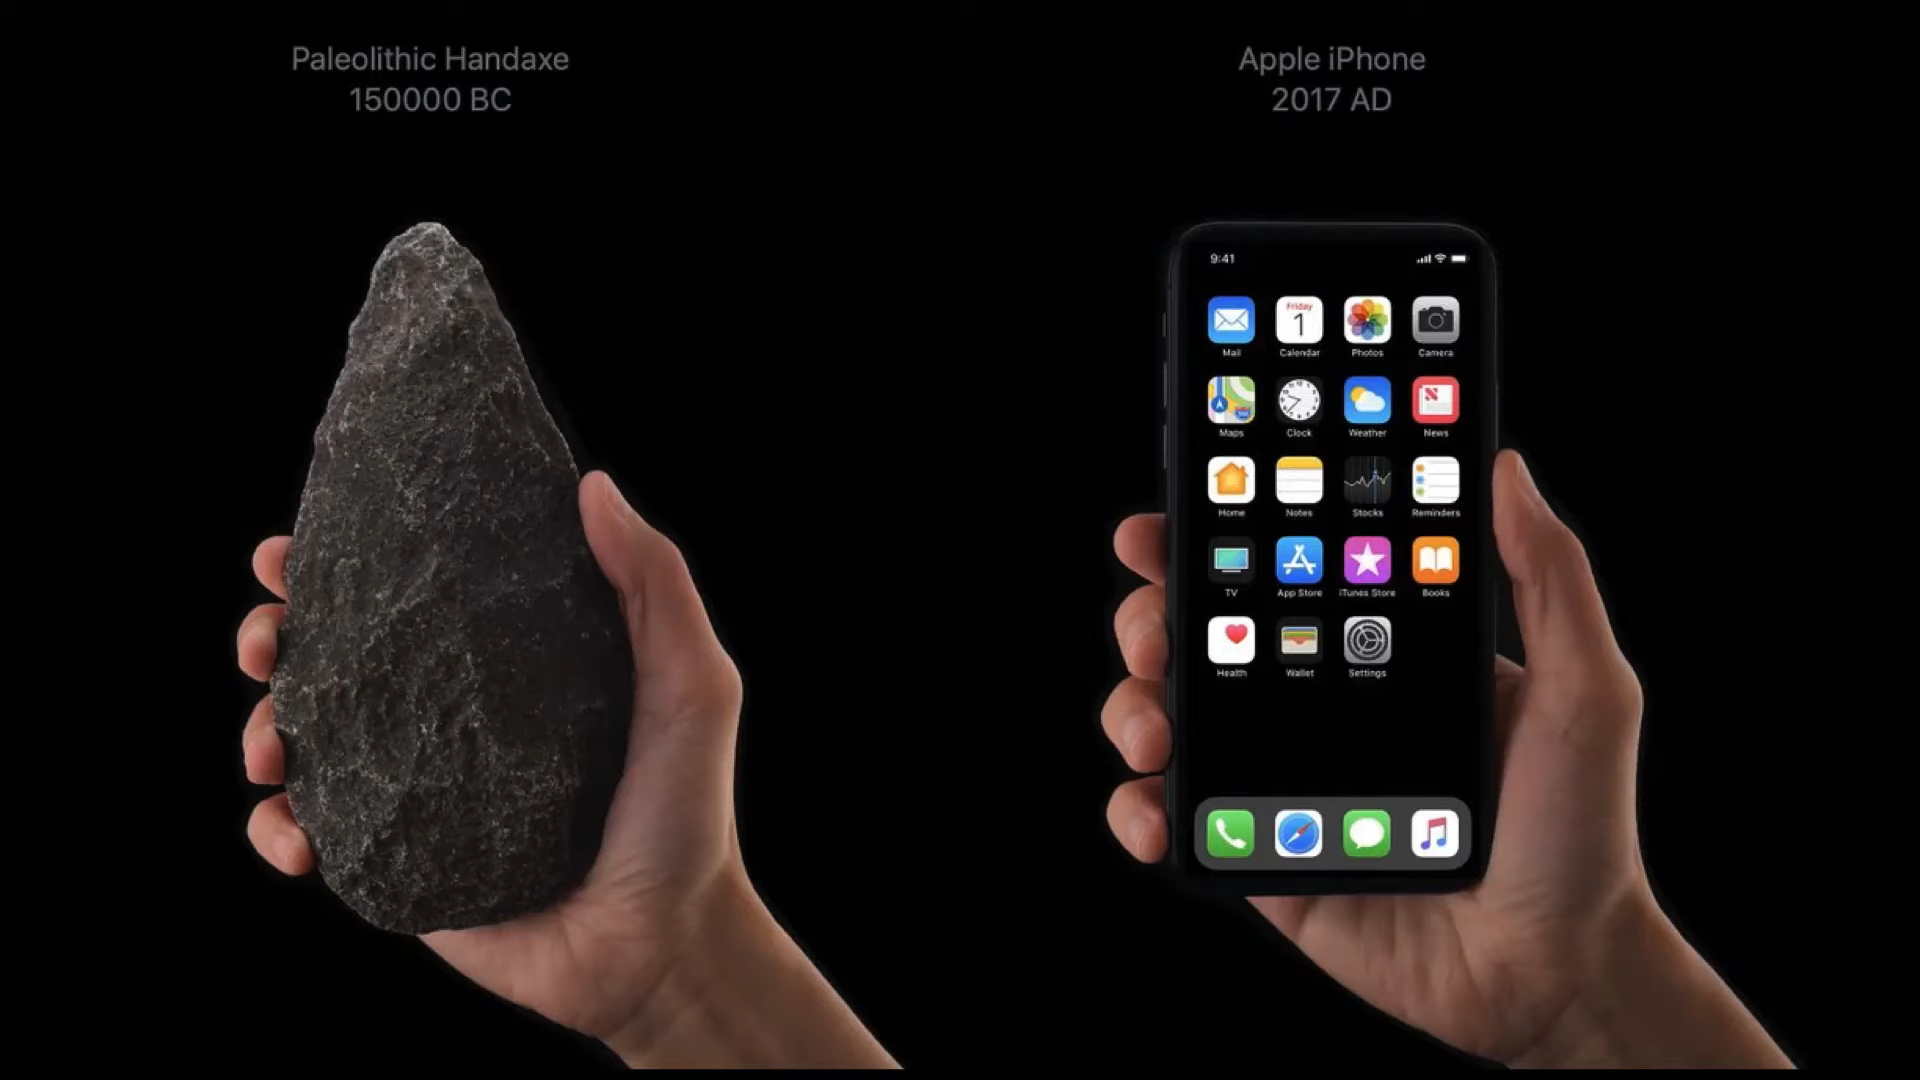 Paleolithic Handaxe
150000 BC
Apple iPhone
2017 AD
9:41
Friday
1
Mail
Calendar
Photos
Camera
Maps
Clock
Weather
News
Home
Notes
Stocks
Reminders
TV
App Store
iTunes Store
Books
Health
Wallet
Settings